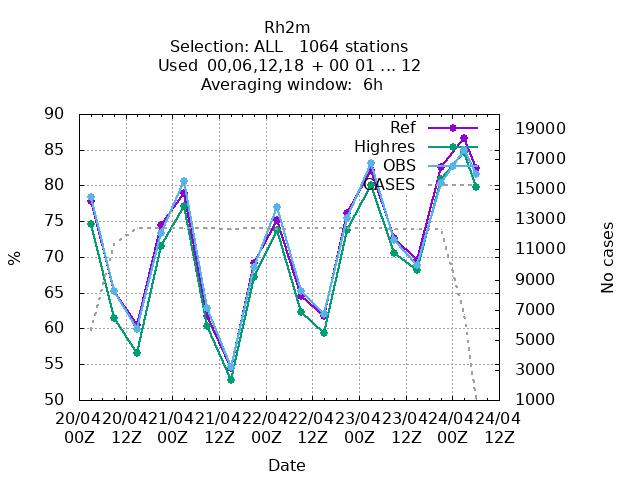 Rh2m
Selection: ALL   1064 stations
Used  00,06,12,18  + 00 01 ... 12
Averaging window:  6h
90
85
80
75
70
65
60
55
50
%
Ref
Highres
OBS
CASES
19000
17000
15000
13000
11000
9000
7000
5000
3000
1000
No cases
20/04 20/04 21/04 21/04 22/04 22/04 23/04 23/04 24/04 24/04
00Z 12Z 00Z 12Z 00Z 12Z 00Z 12Z 00Z 12Z
Date